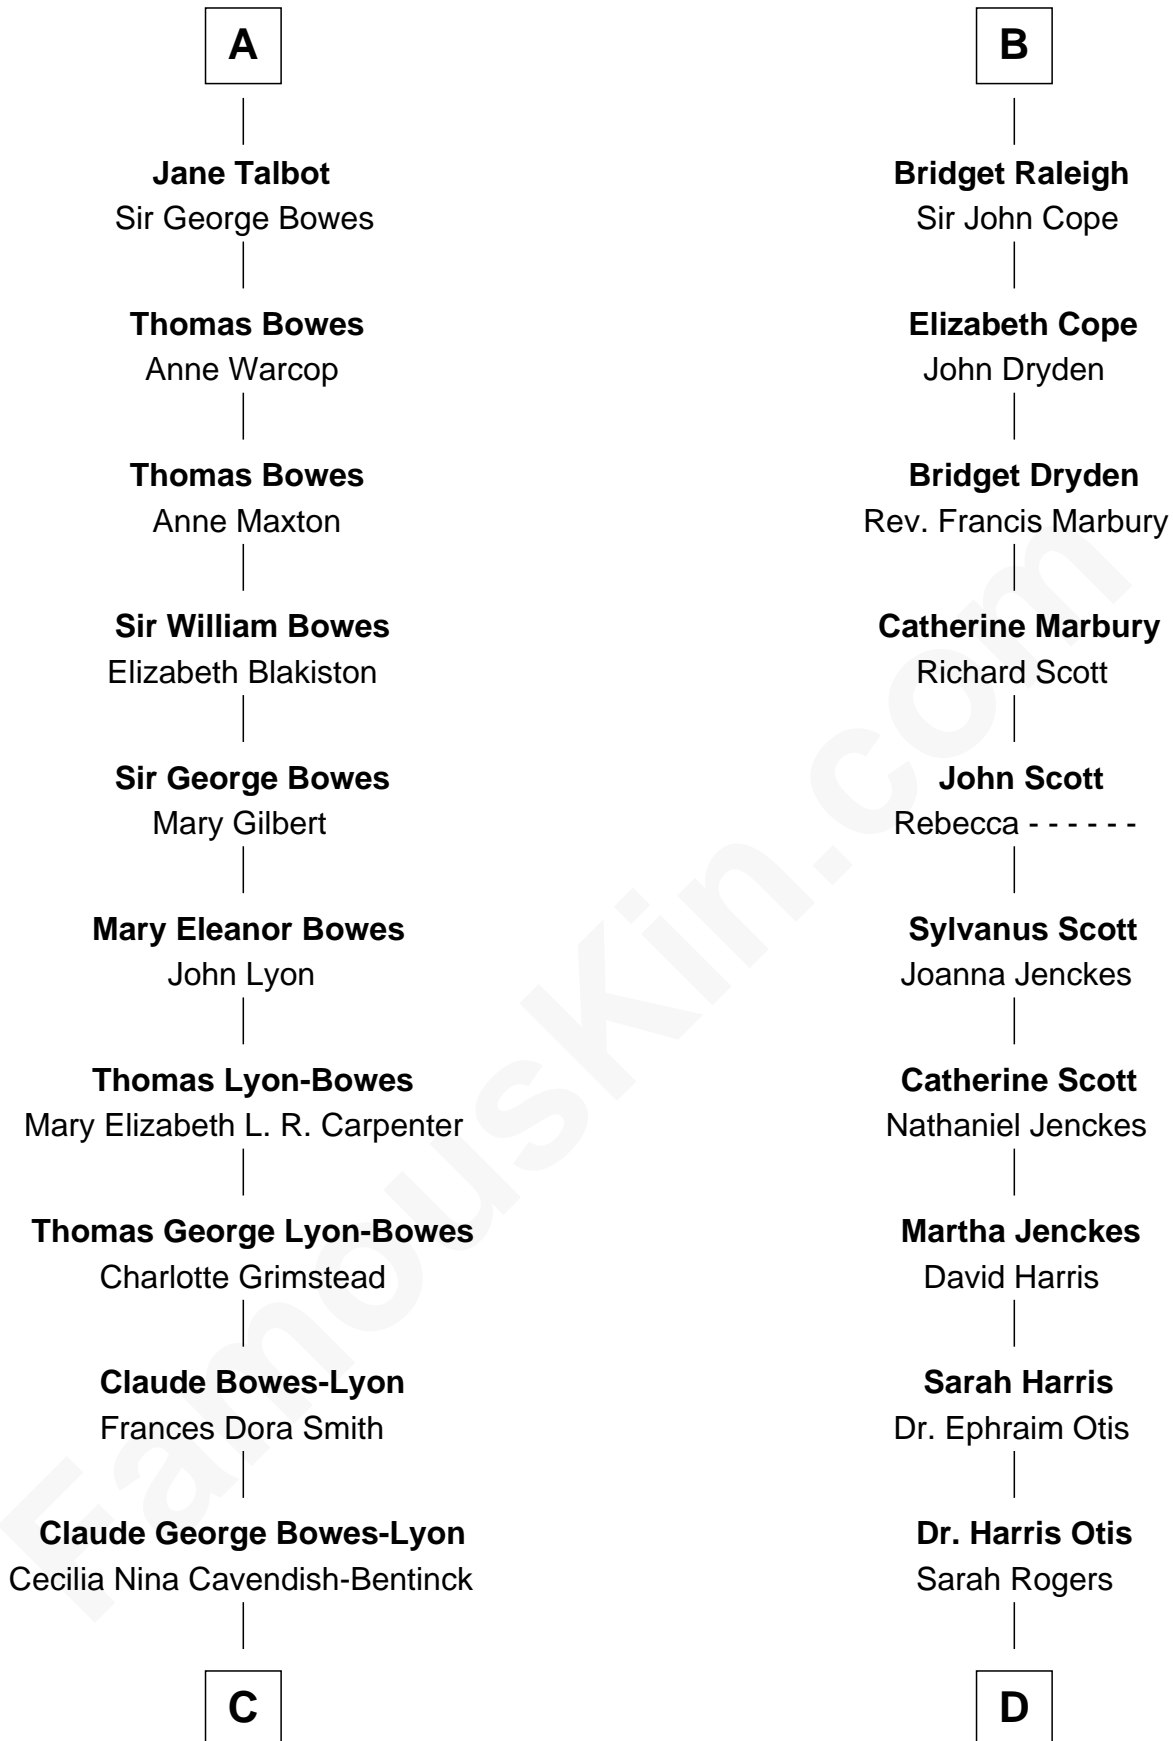 A
Jane Talbot
Sir George Bowes
Thomas Bowes
Anne Warcop
Thomas Bowes
Anne Maxton
Sir William Bowes
Elizabeth Blakiston
Sir George Bowes
Mary Gilbert
Mary Eleanor Bowes
John Lyon
Thomas Lyon-Bowes
Mary Elizabeth L. R. Carpenter
Thomas George Lyon-Bowes
Charlotte Grimstead
Claude Bowes-Lyon
Frances Dora Smith
Claude George Bowes-Lyon
Cecilia Nina Cavendish-Bentinck
C
B
Bridget Raleigh
Sir John Cope
Elizabeth Cope
John Dryden
Bridget Dryden
Rev. Francis Marbury
Catherine Marbury
Richard Scott
John Scott
Rebecca - - - - - -
Sylvanus Scott
Joanna Jenckes
Catherine Scott
Nathaniel Jenckes
Martha Jenckes
David Harris
Sarah Harris
Dr. Ephraim Otis
Dr. Harris Otis
Sarah Rogers
D
FamousKin.com